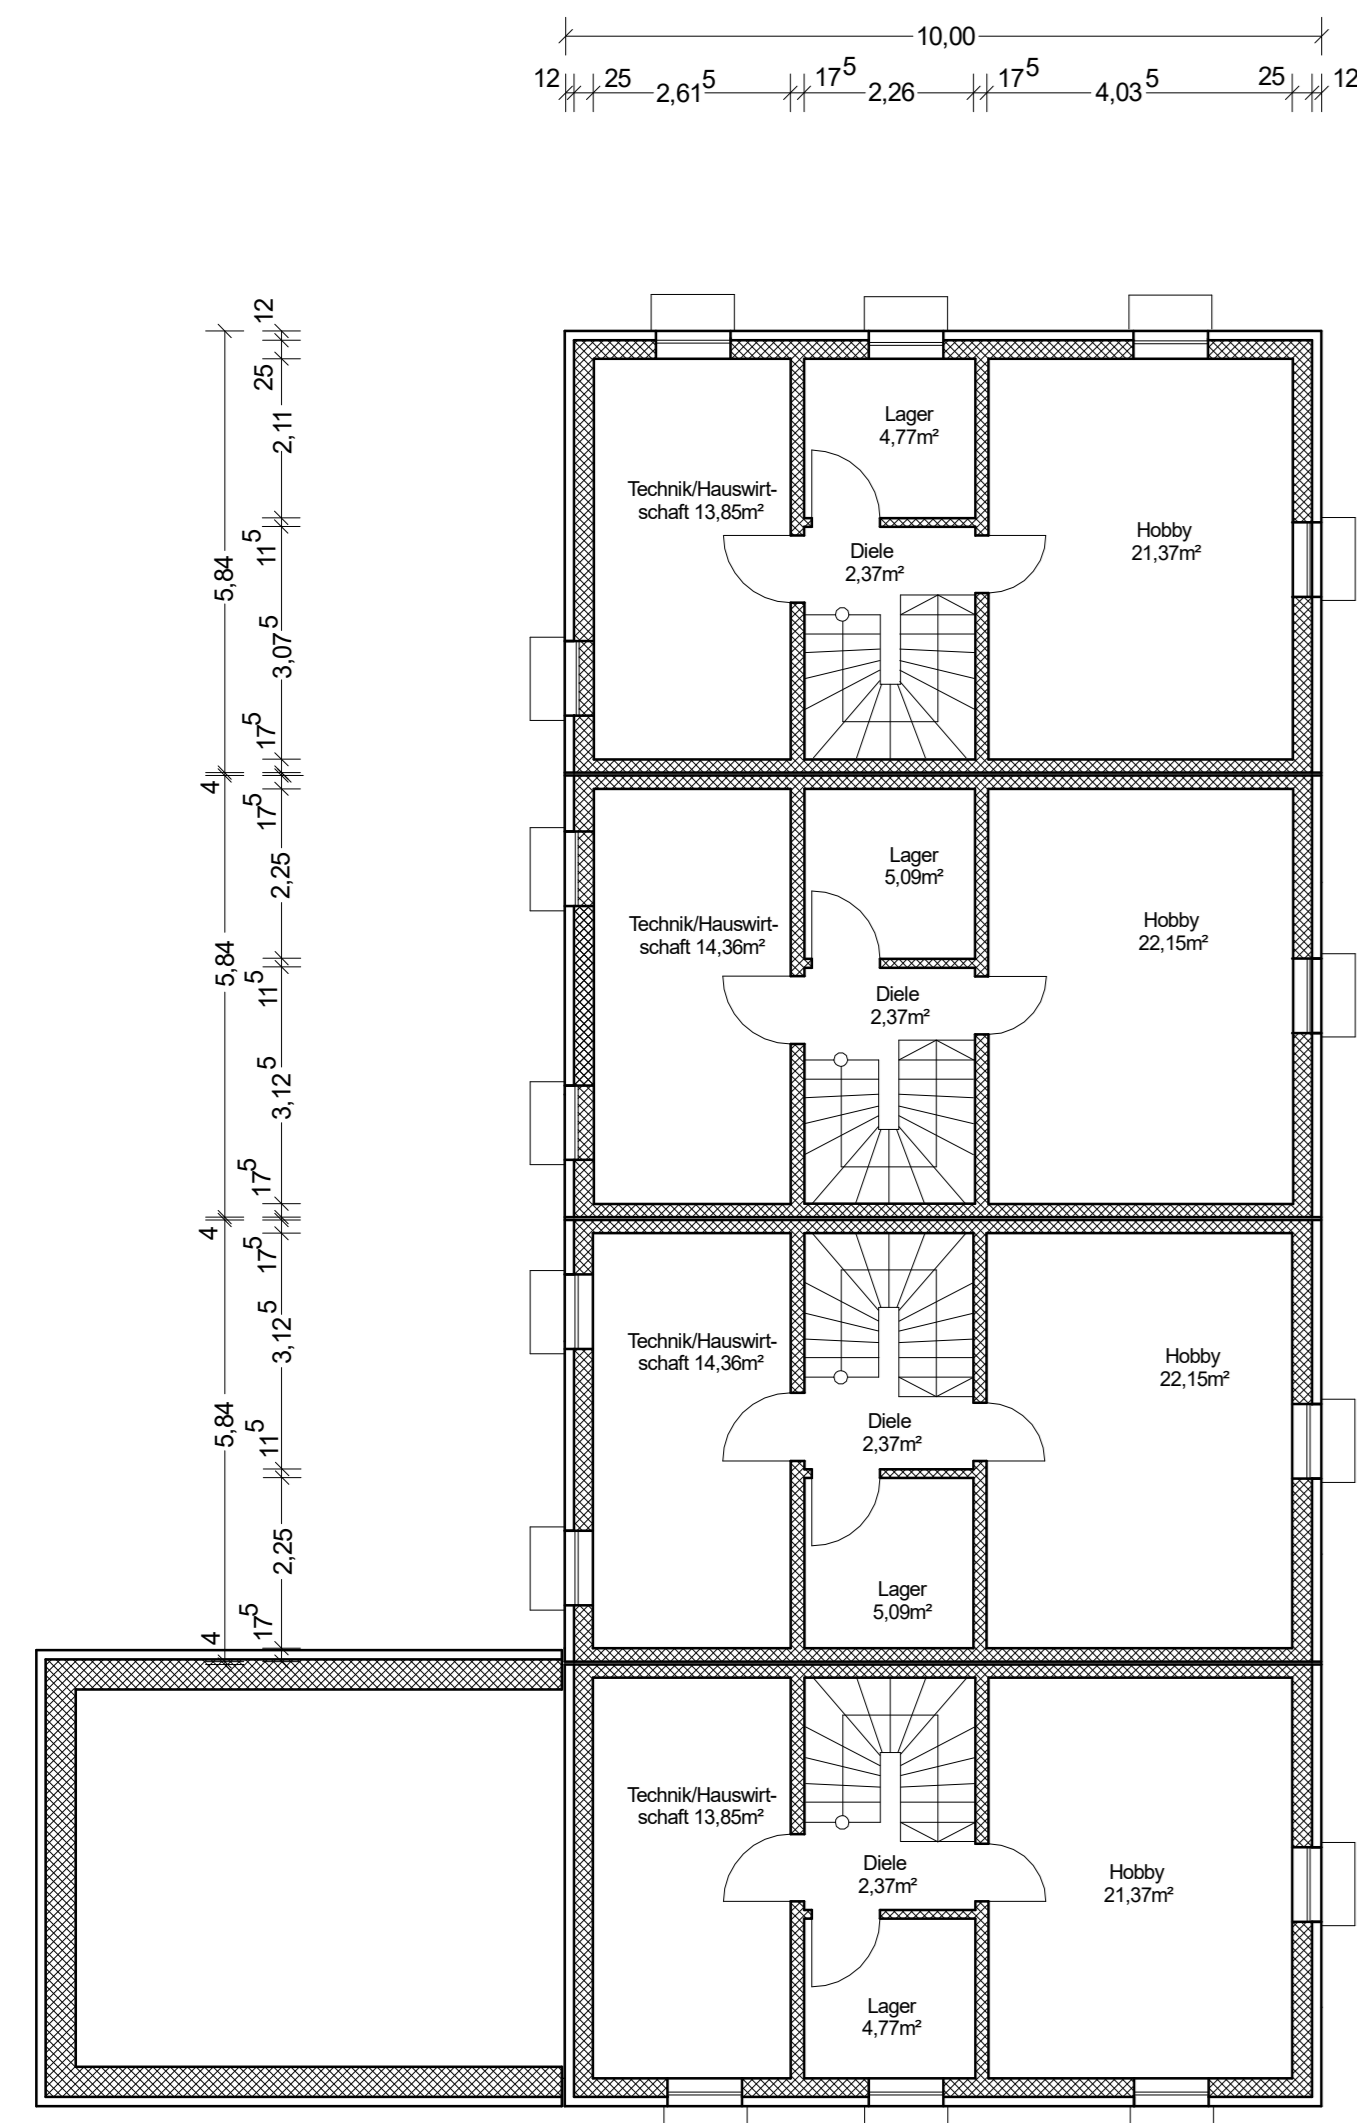 10,00
12 25 2,61⁵ 17⁵ 2,26 17⁵ 4,03⁵ 25 12
12
25
2,11
11⁵
5,84
3,07⁵
17⁵
4
17⁵
2,25
5,84
11⁵
3,12⁵
17⁵
4
17⁵
3,12⁵
5,84
11⁵
2,25
17⁵
4
Lager
4,77m²
Technik/Hauswirt-
schaft 13,85m²
Diele
2,37m²
Hobby
21,37m²
Lager
5,09m²
Technik/Hauswirt-
schaft 14,36m²
Diele
2,37m²
Hobby
22,15m²
Technik/Hauswirt-
schaft 14,36m²
Hobby
22,15m²
Diele
2,37m²
Lager
5,09m²
Technik/Hauswirt-
schaft 13,85m²
Diele
2,37m²
Hobby
21,37m²
Lager
4,77m²